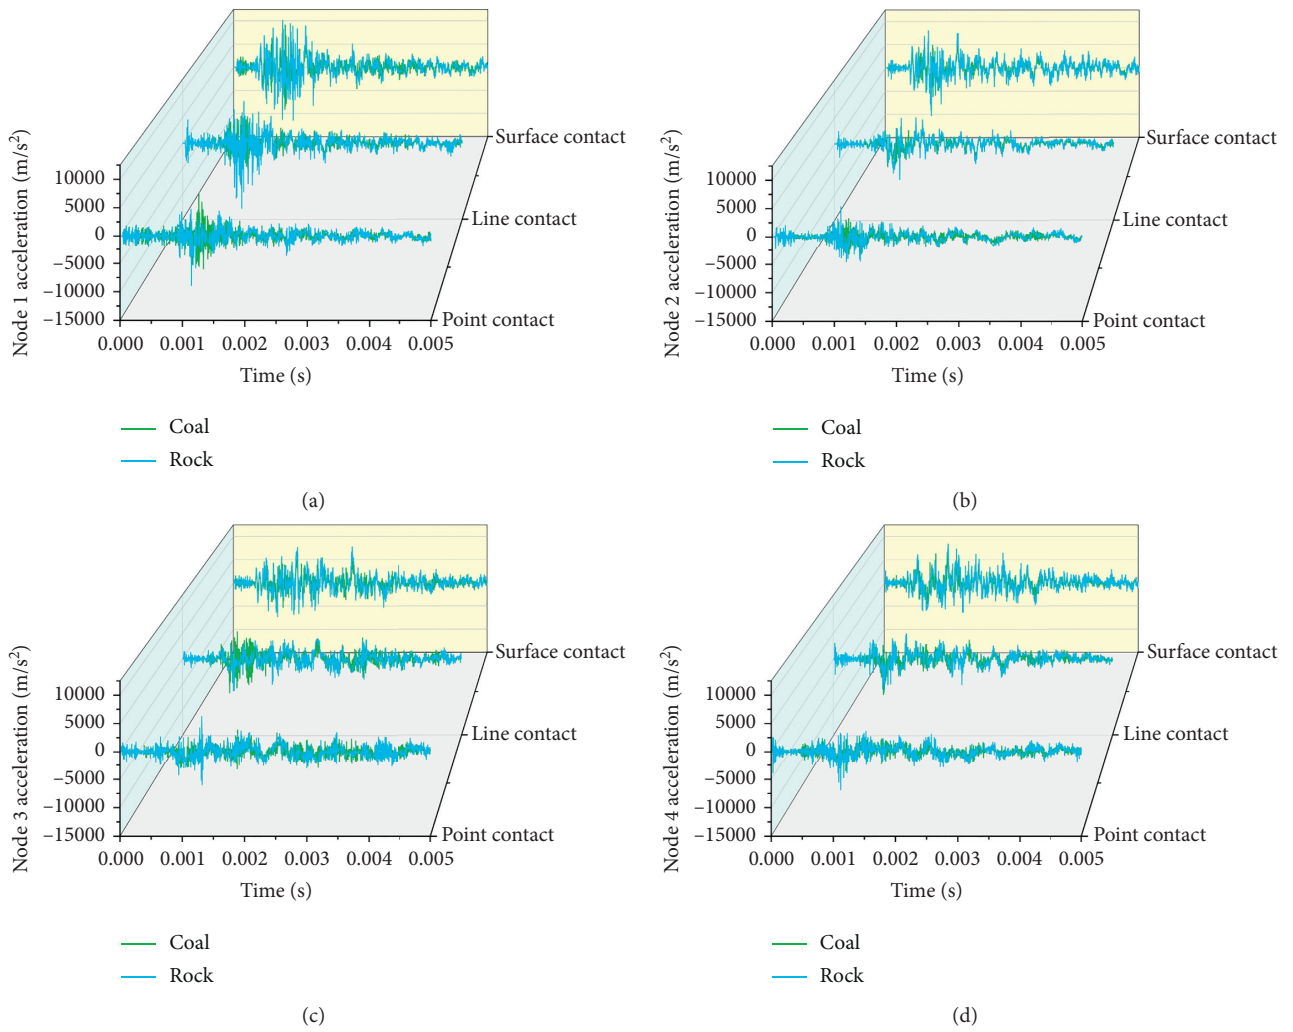 Node 1 acceleration (m/s²)
10000
5000
0
−5000
−10000
−15000
0.000 0.001 0.002 0.003 0.004 0.005
Time (s)
Surface contact
Line contact
Point contact
Coal
Rock
(a)
Node 2 acceleration (m/s²)
10000
5000
0
−5000
−10000
−15000
0.000 0.001 0.002 0.003 0.004 0.005
Time (s)
Surface contact
Line contact
Point contact
Coal
Rock
(b)
Node 3 acceleration (m/s²)
10000
5000
0
−5000
−10000
−15000
0.000 0.001 0.002 0.003 0.004 0.005
Time (s)
Surface contact
Line contact
Point contact
Coal
Rock
(c)
Node 4 acceleration (m/s²)
10000
5000
0
−5000
−10000
−15000
0.000 0.001 0.002 0.003 0.004 0.005
Time (s)
Surface contact
Line contact
Point contact
Coal
Rock
(d)